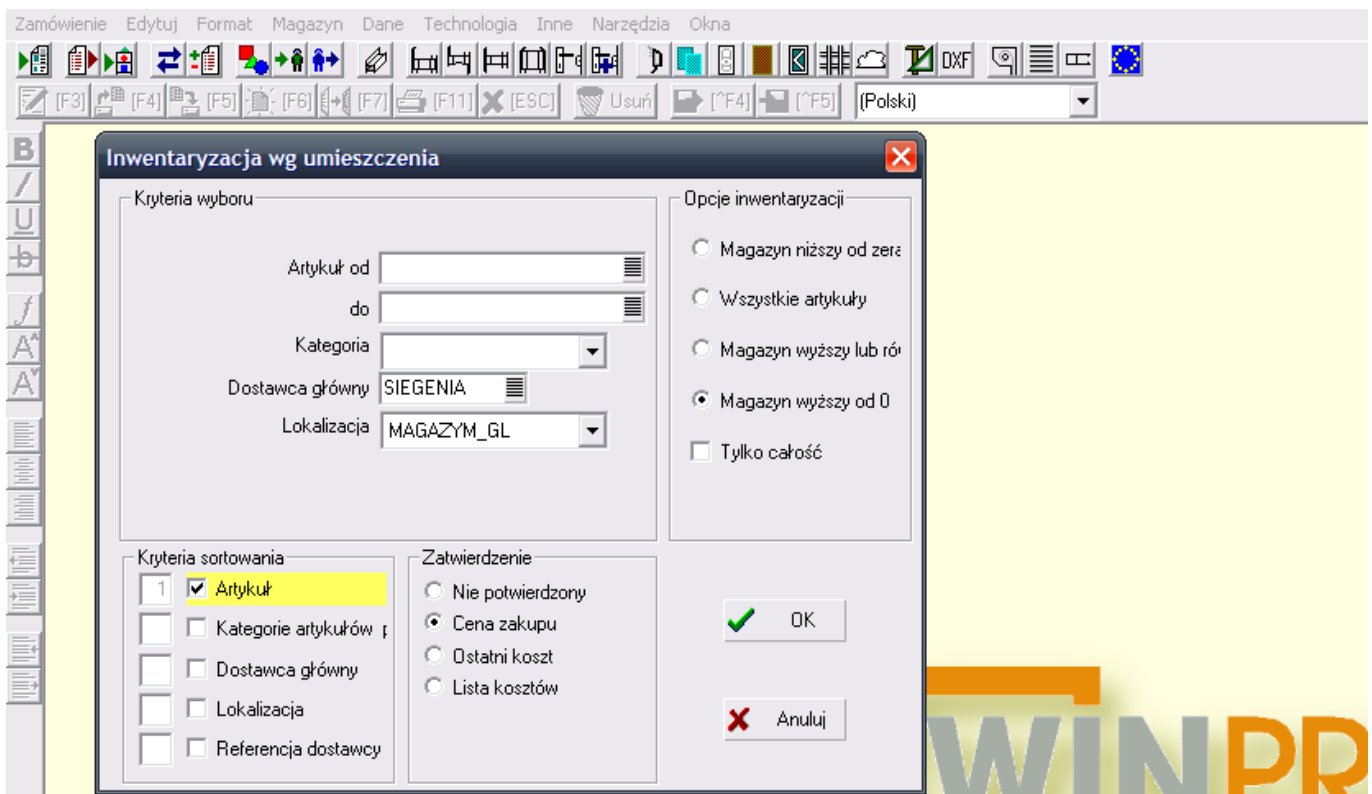 Zamówienie Edytuj Format Magazyn Dane Technologia Inne Narzędzia Okna
DXF
[F3] [F4] [F5] [F6] [F7] [F11] [ESC] Usuń [^F4] [^F5] (Polski)
B
I
U
b
f
A
A
Inwentaryzacja wg umieszczenia
Kryteria wyboru
Artykuł od
do
Kategoria
Dostawca główny SIEGENIA
Lokalizacja MAGAZYM_GL
Opcje inwentaryzacji
Magazyn niższy od zera
Wszystkie artykuły
Magazyn wyższy lub ró
Magazyn wyższy od 0
Tylko całość
Kryteria sortowania
1 Artykuł
Kategorie artykułów p
Dostawca główny
Lokalizacja
Referencja dostawcy
Zatwierdzenie
Nie potwierdzony
Cena zakupu
Ostatni koszt
Lista kosztów
OK
Anuluj
WINPR